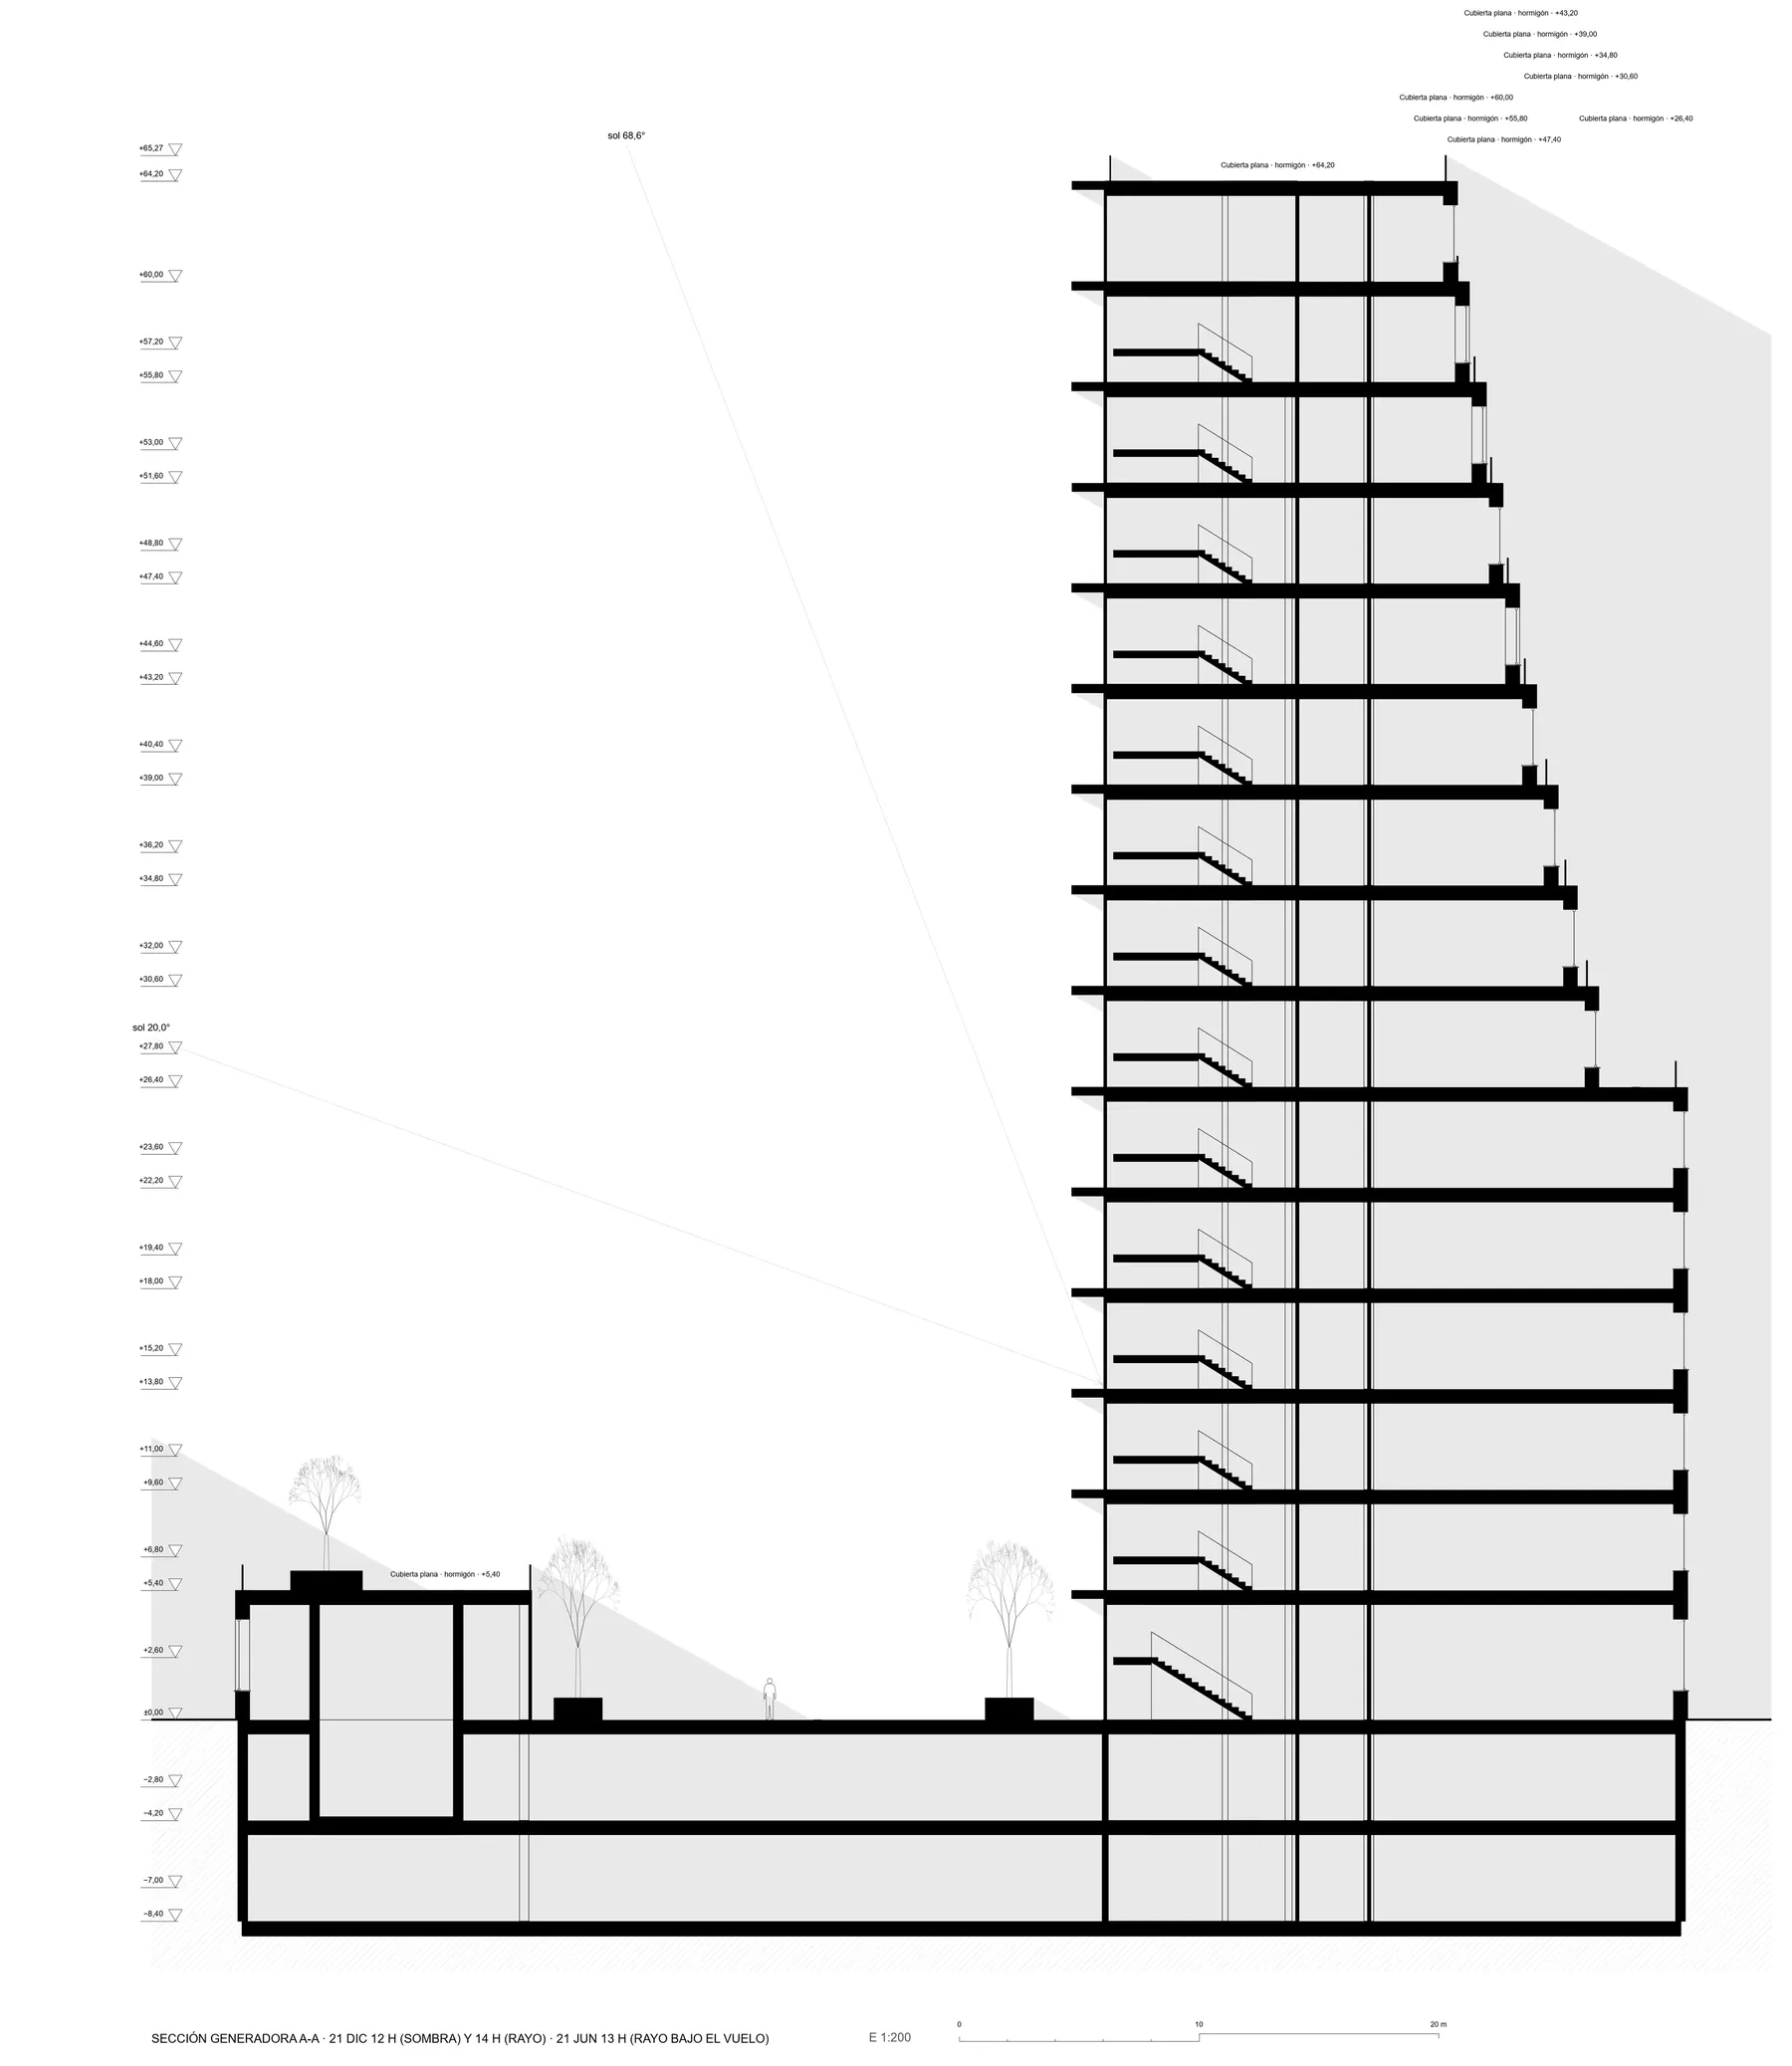 Cubierta plana · hormigón · +43,20
Cubierta plana · hormigón · +39,00
Cubierta plana · hormigón · +34,80
Cubierta plana · hormigón · +30,60
Cubierta plana · hormigón · +60,00
Cubierta plana · hormigón · +55,80
Cubierta plana · hormigón · +26,40
Cubierta plana · hormigón · +47,40
sol 68,6°
+65,27
Cubierta plana · hormigón · +64,20
+64,20
+60,00
+57,20
+55,80
+53,00
+51,60
+48,80
+47,40
+44,60
+43,20
+40,40
+39,00
+36,20
+34,80
+32,00
+30,60
sol 20,0°
+27,80
+26,40
+23,60
+22,20
+19,40
+18,00
+15,20
+13,80
+11,00
+9,60
+6,80
Cubierta plana · hormigón · +5,40
+5,40
+2,60
±0,00
−2,80
−4,20
−7,00
−8,40
SECCIÓN GENERADORA A-A · 21 DIC 12 H (SOMBRA) Y 14 H (RAYO) · 21 JUN 13 H (RAYO BAJO EL VUELO)
E 1:200
0 10 20 m